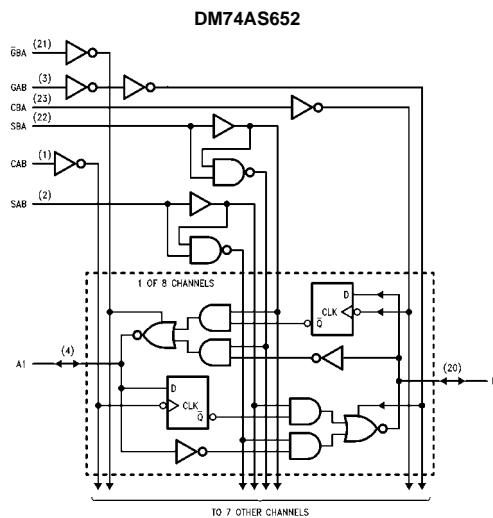 DM74AS652
G̅BA (21)
GAB (3)
CBA (23)
SBA (22)
CAB (1)
SAB (2)
1 OF 8 CHANNELS
D
CLK
Q̅
A1 (4)
(20)
D
CLK
Q̅
TO 7 OTHER CHANNELS